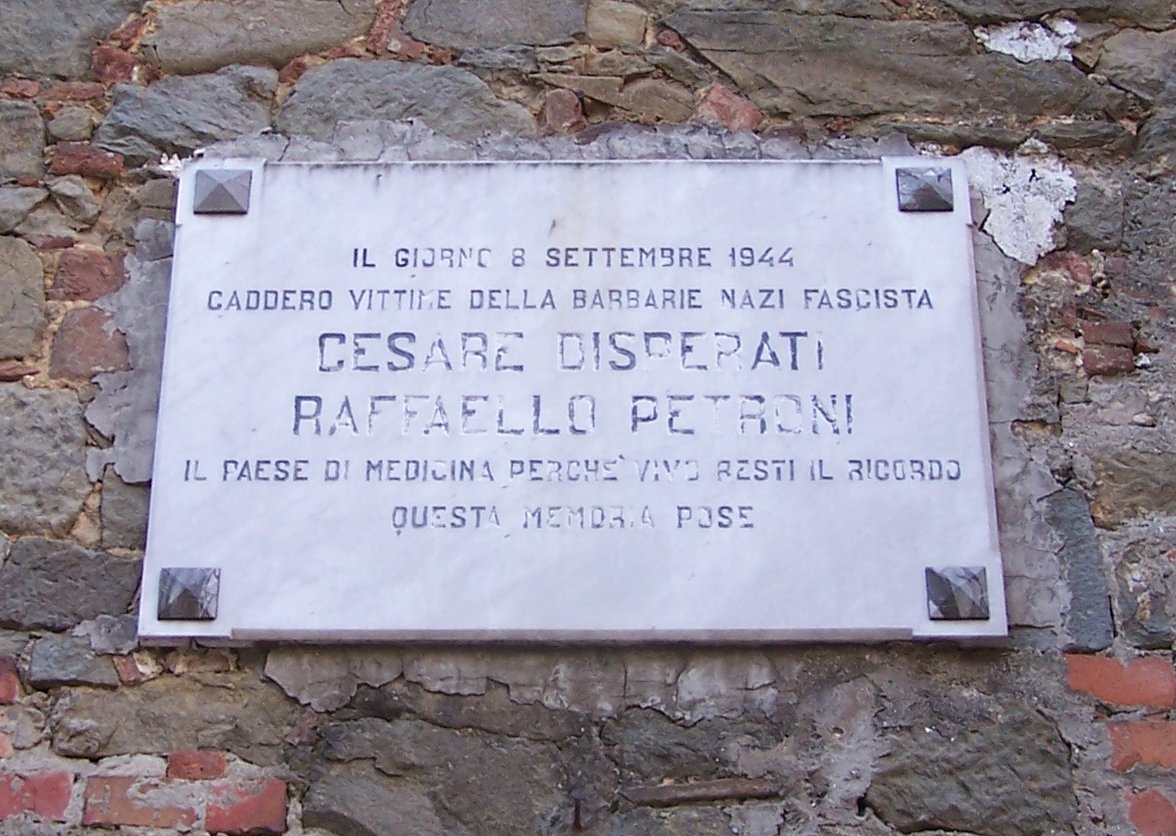 IL GIORNO 8 SETTEMBRE 1944
CADDERO VITTIME DELLA BARBARIE NAZI FASCISTA
CESARE DISPERATI
RAFFAELLO PETRONI
IL PAESE DI MEDICINA PERCHE' VIVO RESTI IL RICORDO
QUESTA MEMORIA POSE